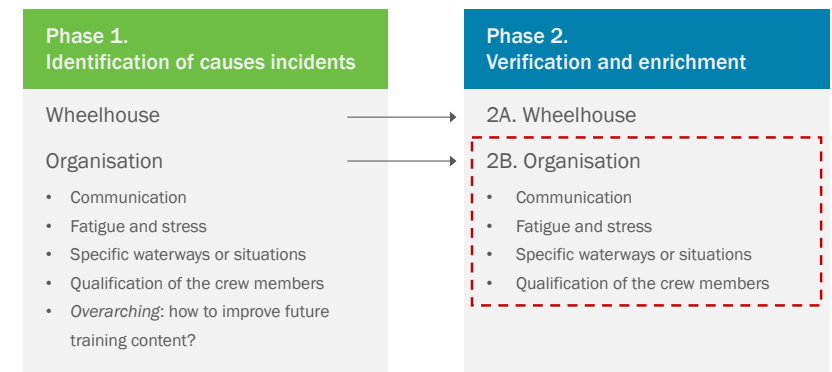 Phase 1.
Identification of causes incidents
Wheelhouse
Organisation
• Communication
• Fatigue and stress
• Specific waterways or situations
• Qualification of the crew members
• Overarching: how to improve future
training content?
Phase 2.
Verification and enrichment
2A. Wheelhouse
2B. Organisation
• Communication
• Fatigue and stress
• Specific waterways or situations
• Qualification of the crew members